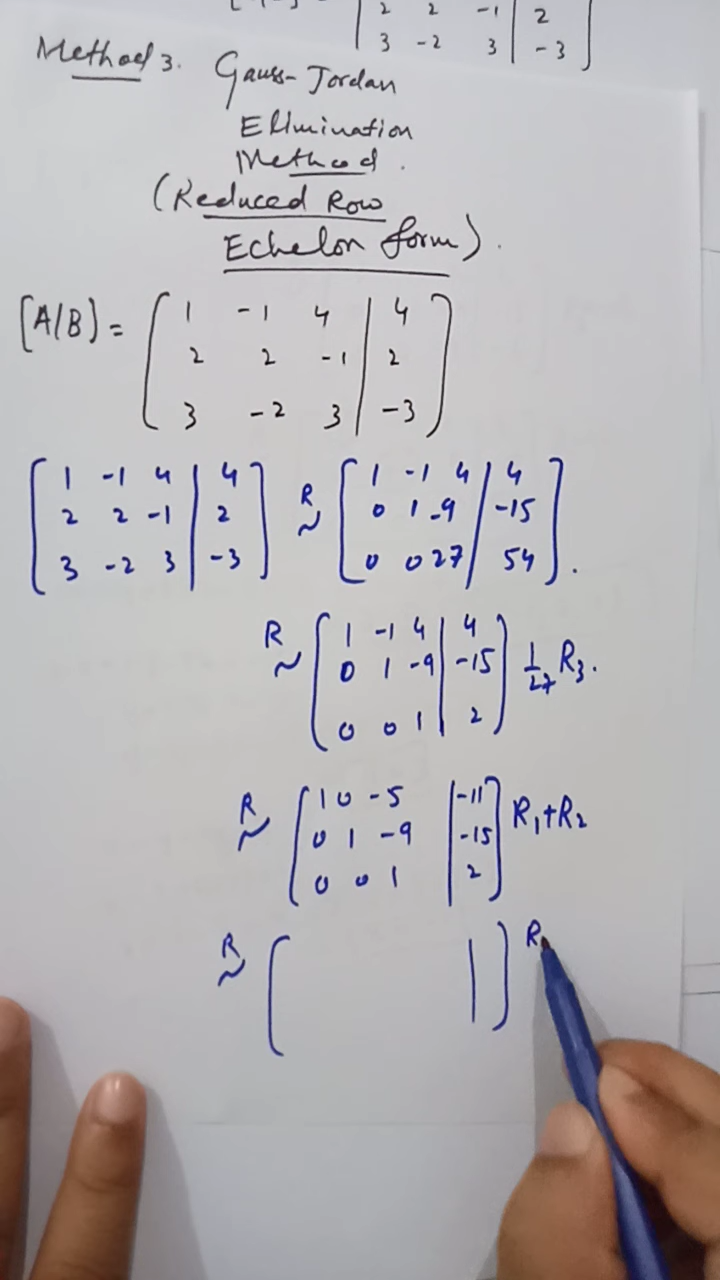 2 2 -1 | 2
3 -2 3 | -3
Method 3. Gauss-Jordan
Elimination
Method.
(Reduced Row
Echelon form).
[A/B) =
1 -1 4 | 4
2 2 -1 | 2
3 -2 3 | -3
1 -1 4 | 4 R ~ 1 -1 4 | 4
2 2 -1 | 2 0 1 -9 | -15
3 -2 3 | -3 0 0 27 | 54 .
R ~ 1 -1 4 | 4
0 1 -9 | -15 1/27 R3.
0 0 1 | 2
R ~ 1 0 -5 | -11 R1+R2
0 1 -9 | -15
0 0 1 | 2
R ~ ( | ) R